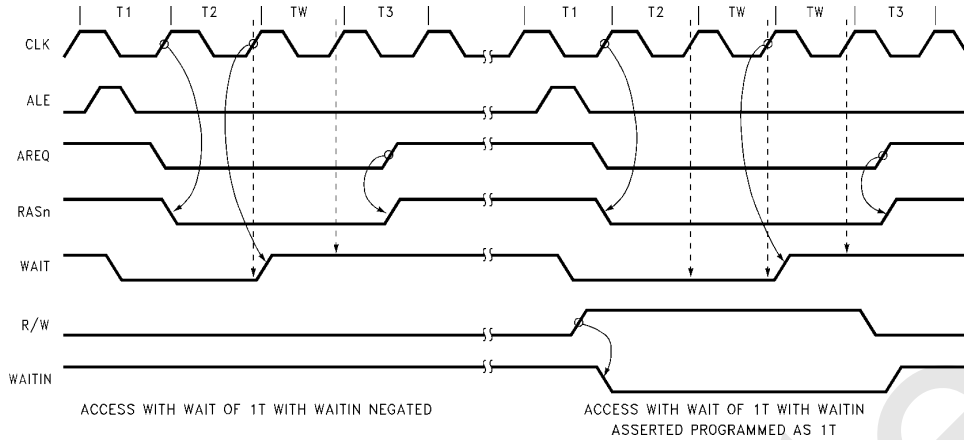 T1 T2 TW T3 T1 T2 TW TW T3
CLK
ALE
AREQ
RASn
WAIT
R/W
WAITIN
ACCESS WITH WAIT OF 1T WITH WAITIN NEGATED
ACCESS WITH WAIT OF 1T WITH WAITIN
ASSERTED PROGRAMMED AS 1T